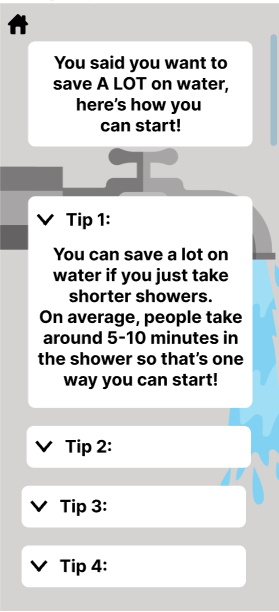 You said you want to
save A LOT on water,
here’s how you
can start!
Tip 1:
You can save a lot on
water if you just take
shorter showers.
On average, people take
around 5-10 minutes in
the shower so that’s one
way you can start!
Tip 2:
Tip 3:
Tip 4: